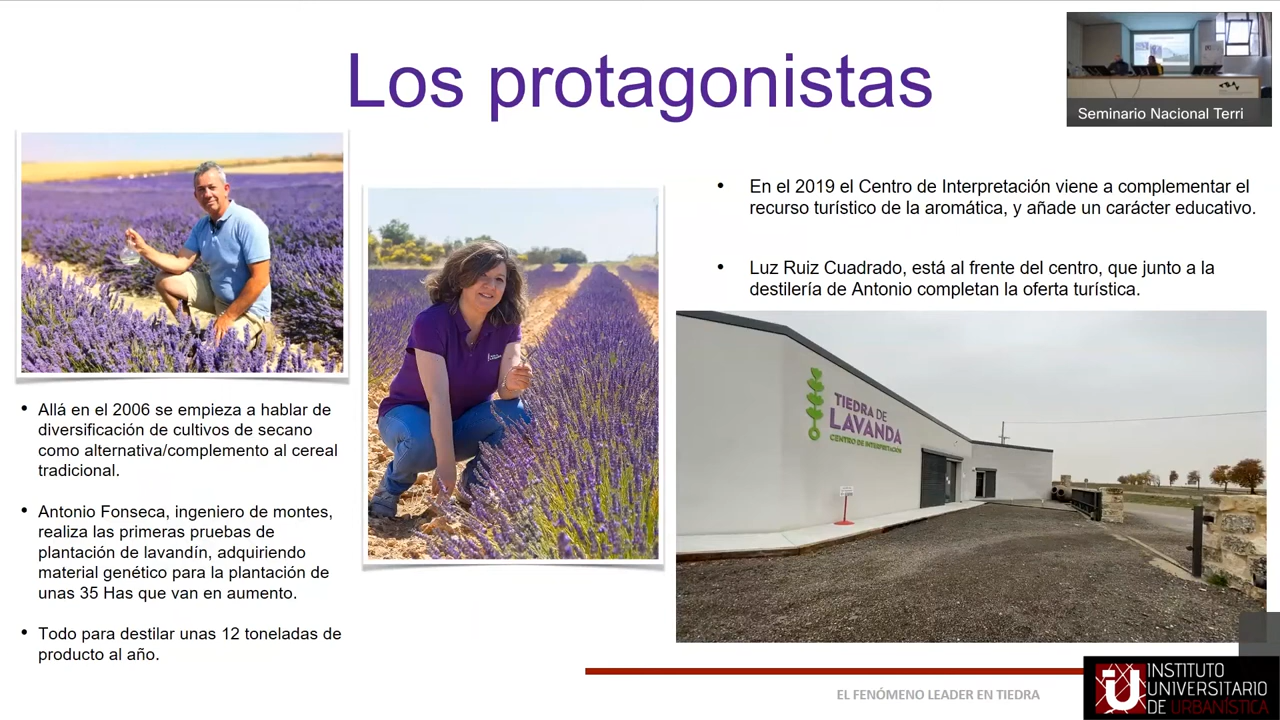 Los protagonistas
Seminario Nacional Terri
Allá en el 2006 se empieza a hablar de
diversificación de cultivos de secano
como alternativa/complemento al cereal
tradicional.
Antonio Fonseca, ingeniero de montes,
realiza las primeras pruebas de
plantación de lavandín, adquiriendo
material genético para la plantación de
unas 35 Has que van en aumento.
Todo para destilar unas 12 toneladas de
producto al año.
En el 2019 el Centro de Interpretación viene a complementar el
recurso turístico de la aromática, y añade un carácter educativo.
Luz Ruiz Cuadrado, está al frente del centro, que junto a la
destilería de Antonio completan la oferta turística.
TIEDRA DE
LAVANDA
CENTRO DE INTERPRETACIÓN
EL FENÓMENO LEADER EN TIEDRA
INSTITUTO
UNIVERSITARIO
DE URBANÍSTICA